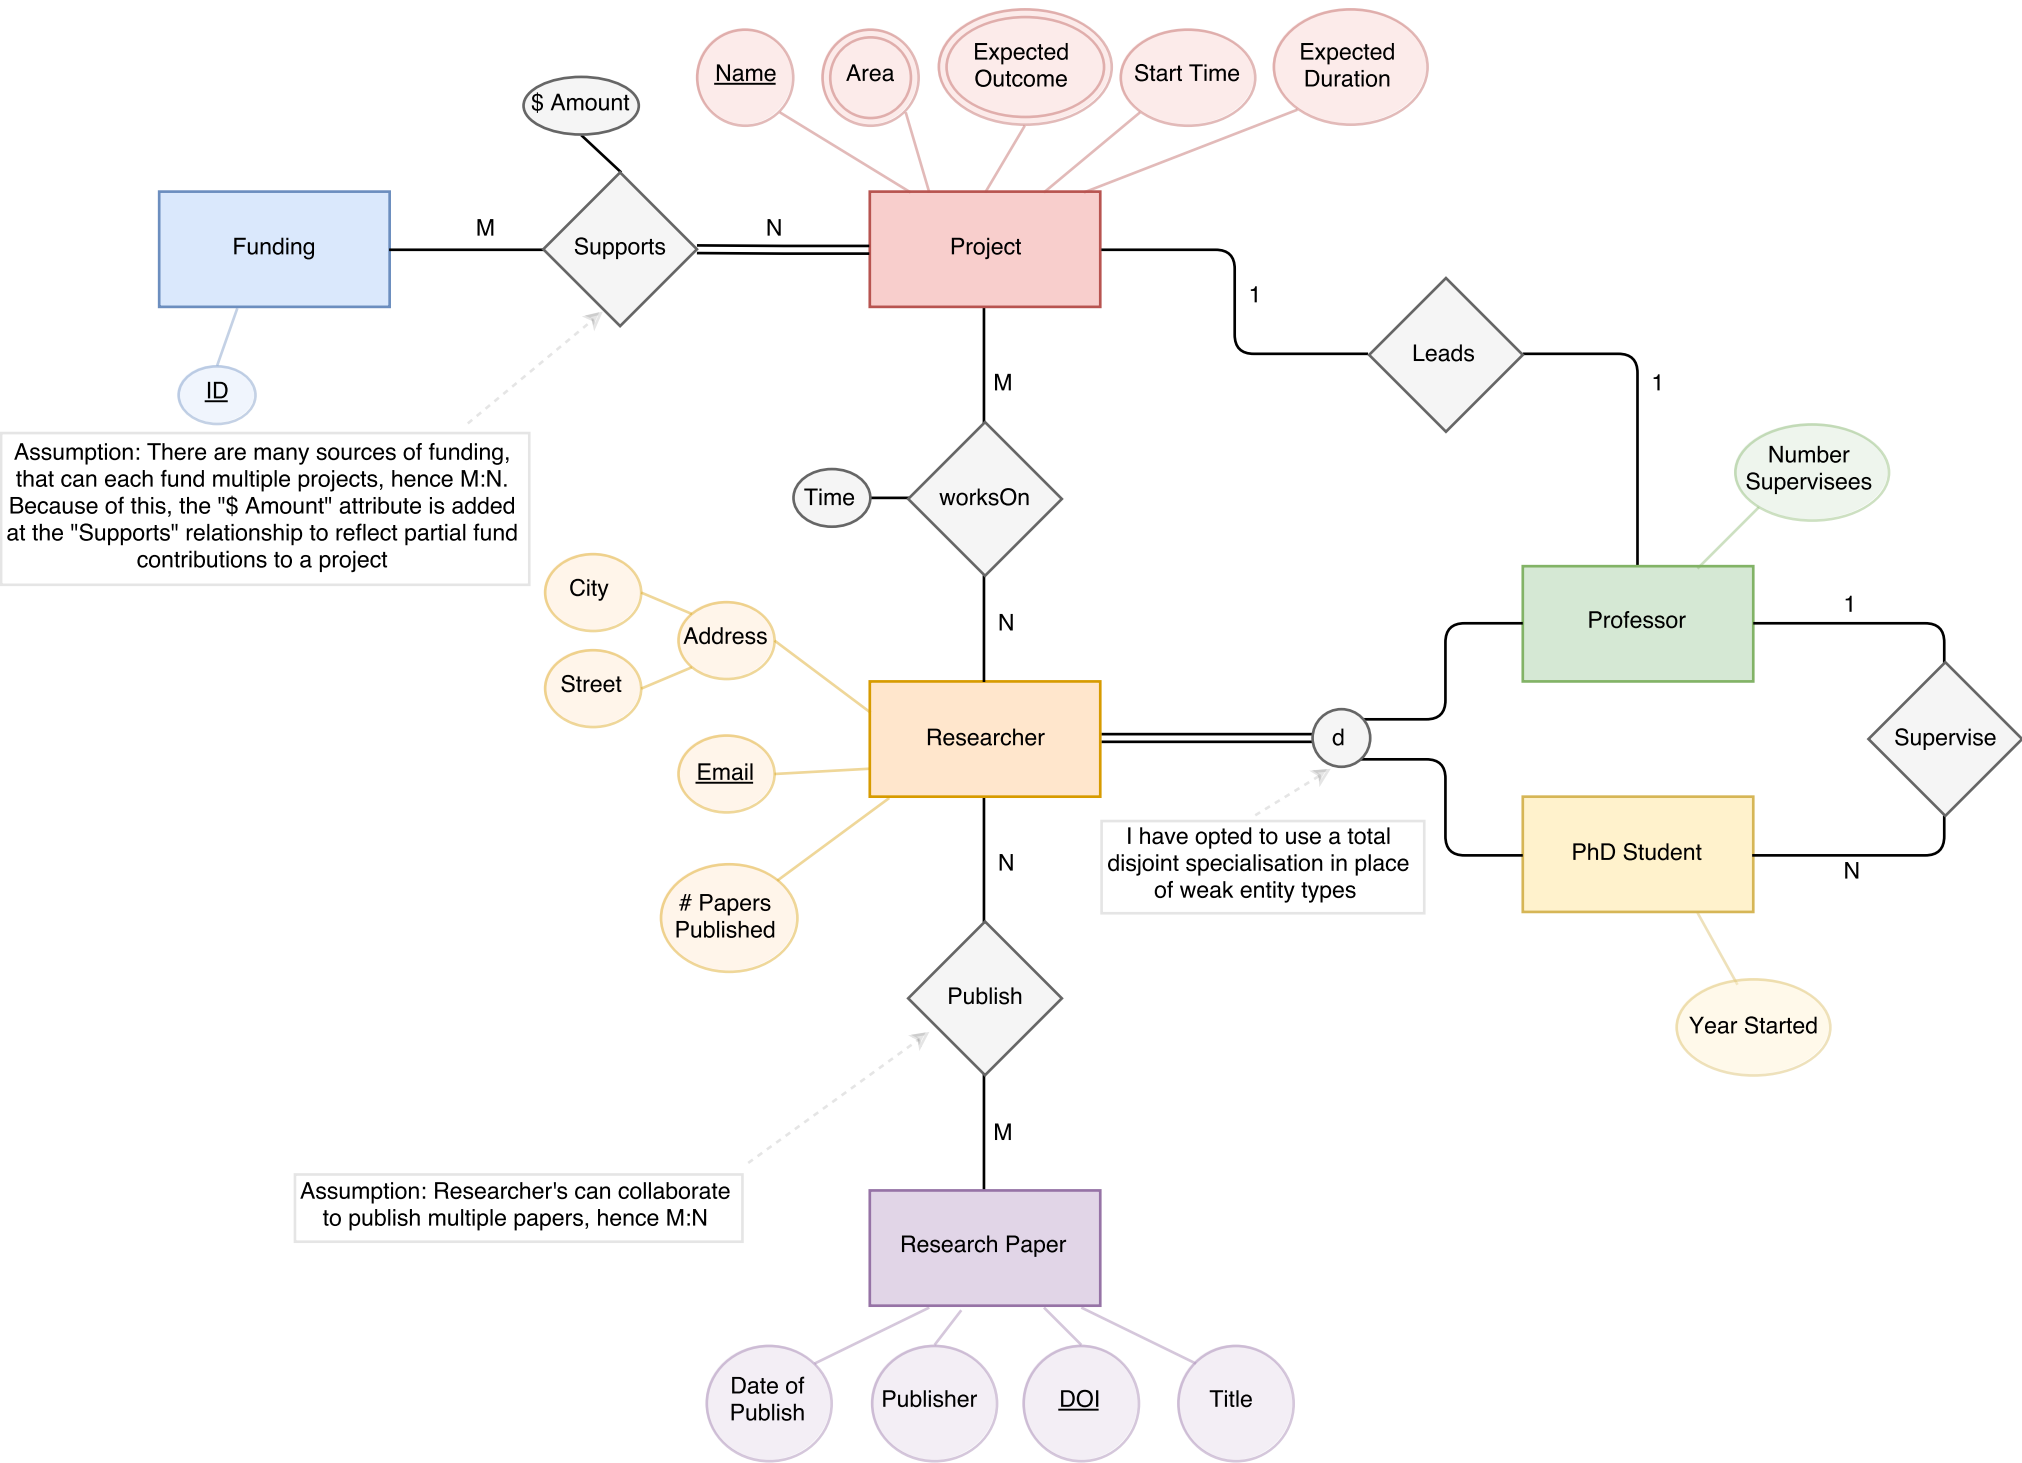 Name
Area
Expected
Outcome
Start Time
Expected
Duration
$ Amount
Funding
M
Supports
N
Project
1
Leads
1
ID
M
Assumption: There are many sources of funding,
that can each fund multiple projects, hence M:N.
Because of this, the "$ Amount" attribute is added
at the "Supports" relationship to reflect partial fund
contributions to a project
Time
worksOn
Number
Supervisees
City
Address
Street
N
Professor
1
Email
Researcher
d
Supervise
I have opted to use a total
disjoint specialisation in place
of weak entity types
PhD Student
N
# Papers
Published
N
Publish
Year Started
M
Assumption: Researcher's can collaborate
to publish multiple papers, hence M:N
Research Paper
Date of
Publish
Publisher
DOI
Title